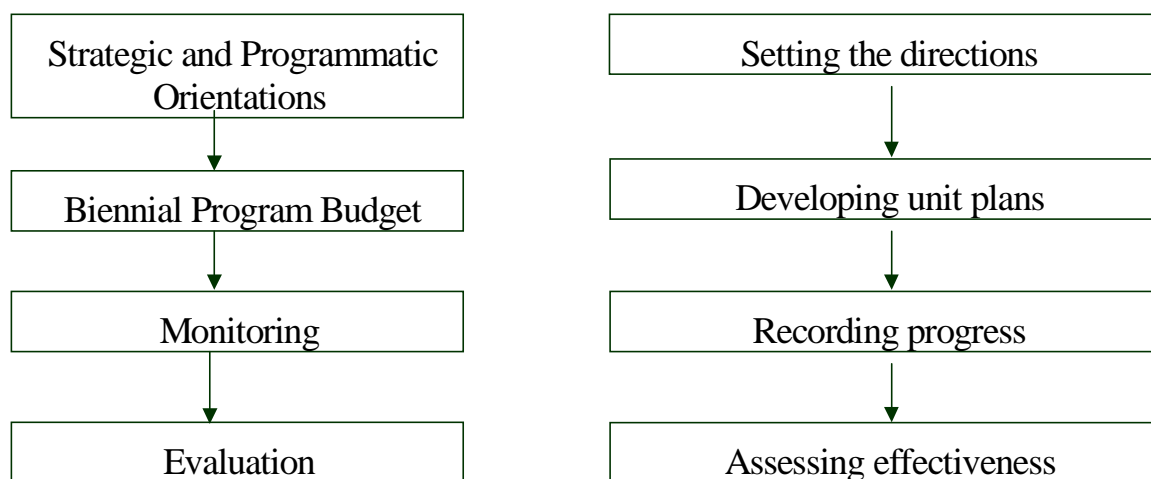 Strategic and Programmatic
Orientations
Biennial Program Budget
Monitoring
Evaluation
Setting the directions
Developing unit plans
Recording progress
Assessing effectiveness